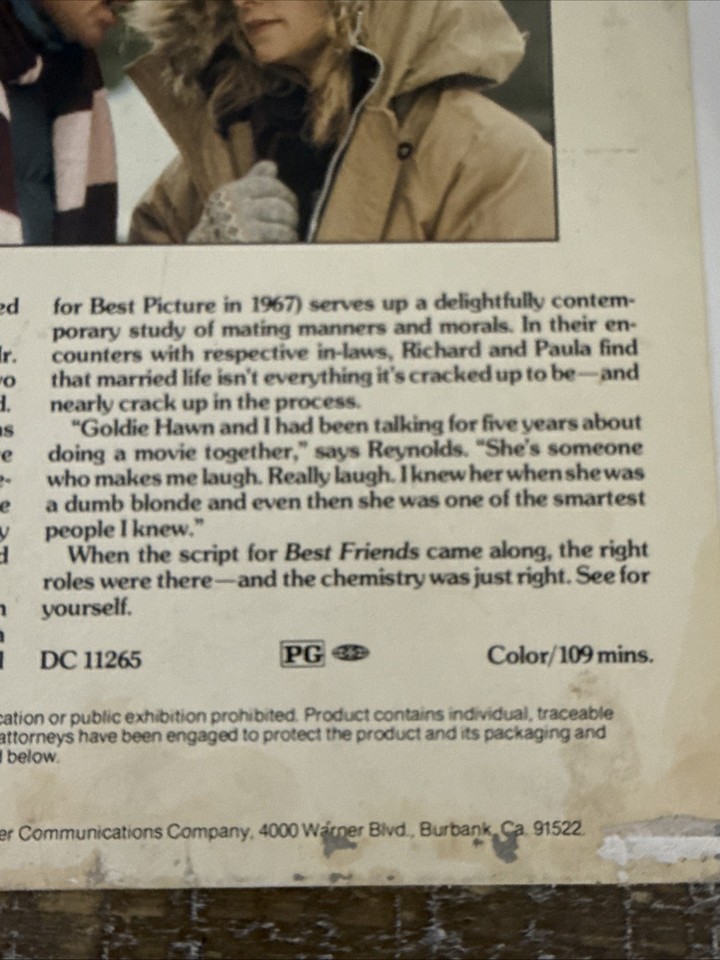 ed for Best Picture in 1967) serves up a delightfully contem-
porary study of mating manners and morals. In their en-
lr. counters with respective in-laws, Richard and Paula find
vo that married life isn't everything it's cracked up to be—and
d. nearly crack up in the process.
as "Goldie Hawn and I had been talking for five years about
e doing a movie together," says Reynolds. "She's someone
e- who makes me laugh. Really laugh. I knew her when she was
e a dumb blonde and even then she was one of the smartest
y people I knew."
d When the script for Best Friends came along, the right
roles were there—and the chemistry was just right. See for
n yourself.
DC 11265 PG Color/109 mins.
cation or public exhibition prohibited. Product contains individual, traceable
attorneys have been engaged to protect the product and its packaging and
d below.
er Communications Company, 4000 Warner Blvd., Burbank, Ca. 91522.